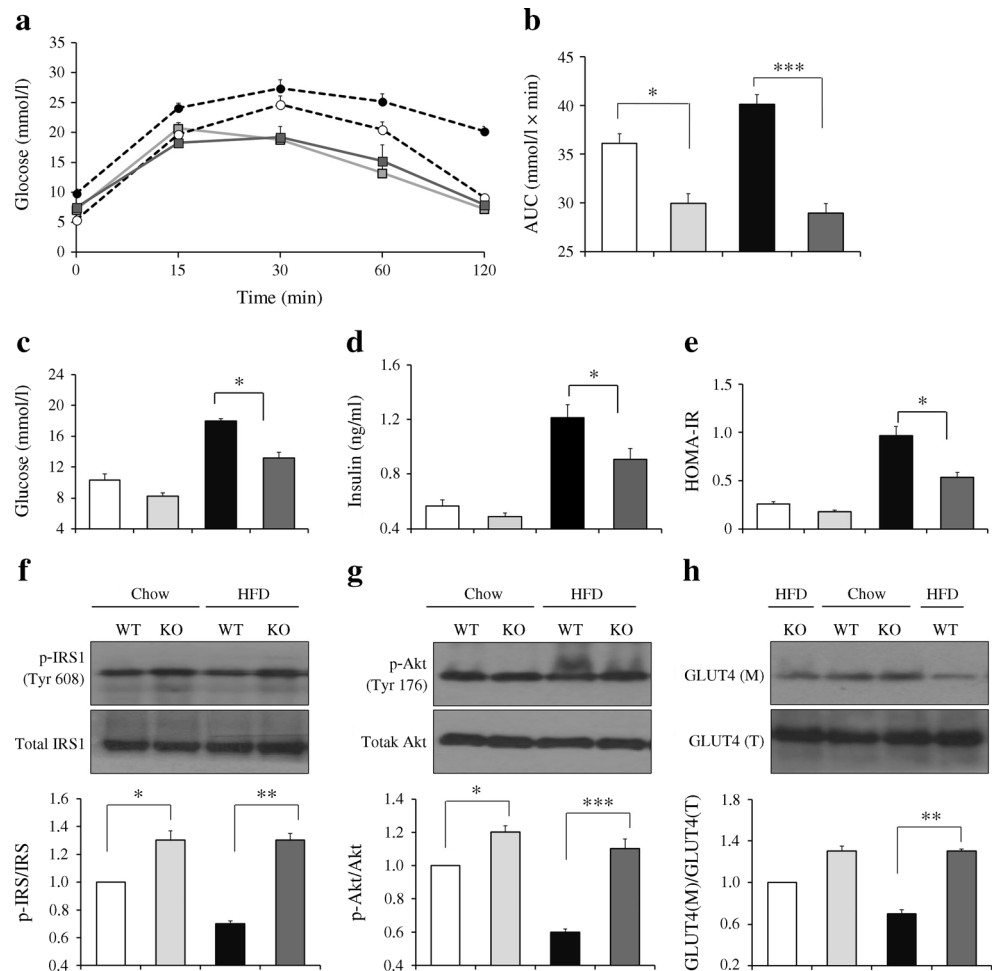 a
Glocose (mmol/l)
35
30
25
20
15
10
5
0
0 15 30 60 120
Time (min)
b
AUC (mmol/l × min)
45
40
35
30
25
*
***
c
Glucose (mmol/l)
24
20
16
12
8
4
*
d
Insulin (ng/ml)
1.6
1.2
0.8
0.4
*
e
HOMA-IR
1.5
1.0
0.5
0
*
f
Chow HFD
WT KO WT KO
p-IRS1
(Tyr 608)
Total IRS1
p-IRS/IRS
1.6
1.4
1.2
1.0
0.8
0.6
0.4
*
**
g
Chow HFD
WT KO WT KO
p-Akt
(Tyr 176)
Totak Akt
p-Akt/Akt
1.4
1.2
1.0
0.8
0.6
0.4
*
***
h
HFD Chow HFD
KO WT KO WT
GLUT4 (M)
GLUT4 (T)
GLUT4(M)/GLUT4(T)
1.8
1.4
1.0
0.6
0.2
**